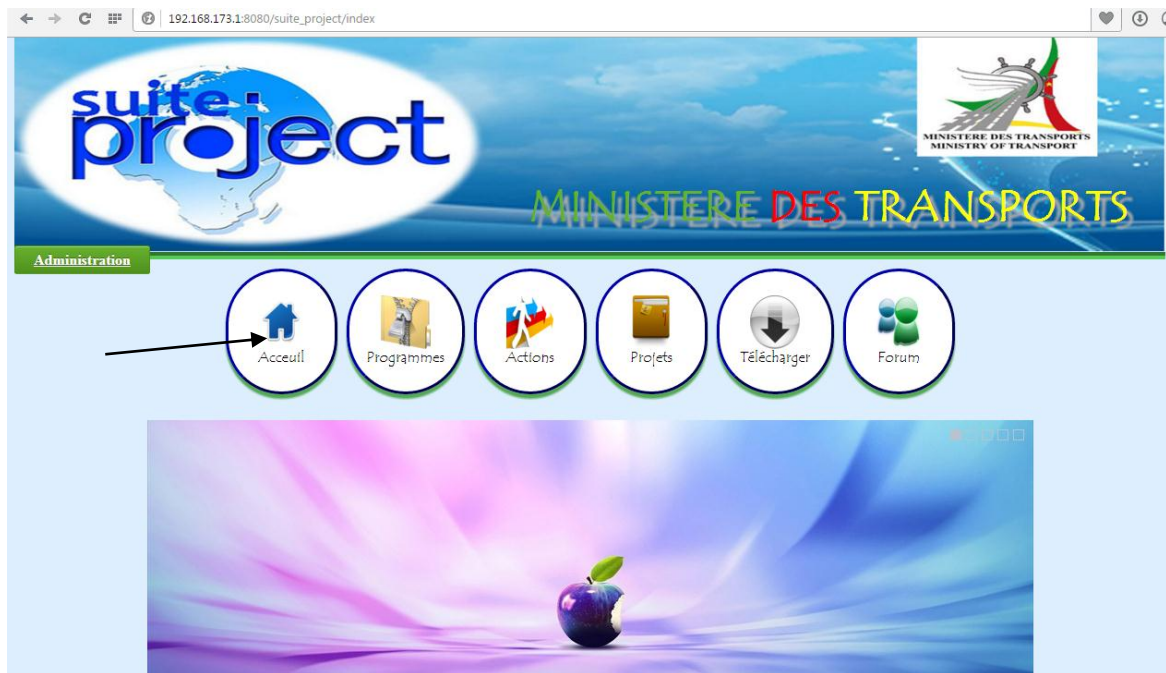 192.168.173.1:8080/suite_project/index
suite
project
MINISTERE DES TRANSPORTS
MINISTRY OF TRANSPORT
MINISTERE DES TRANSPORTS
Administration
Acceuil
Programmes
Actions
Projets
Télécharger
Forum